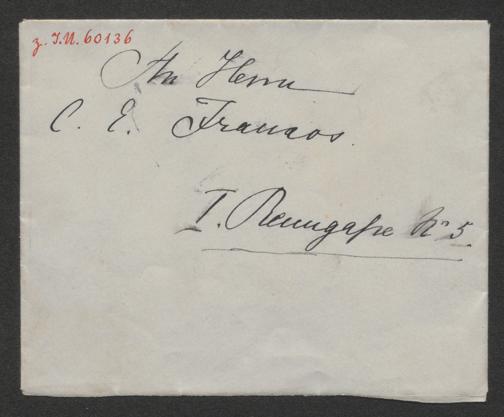 z. I.N. 60136
An Herrn
C. E. Franzos.
I. Renngasse No 5.